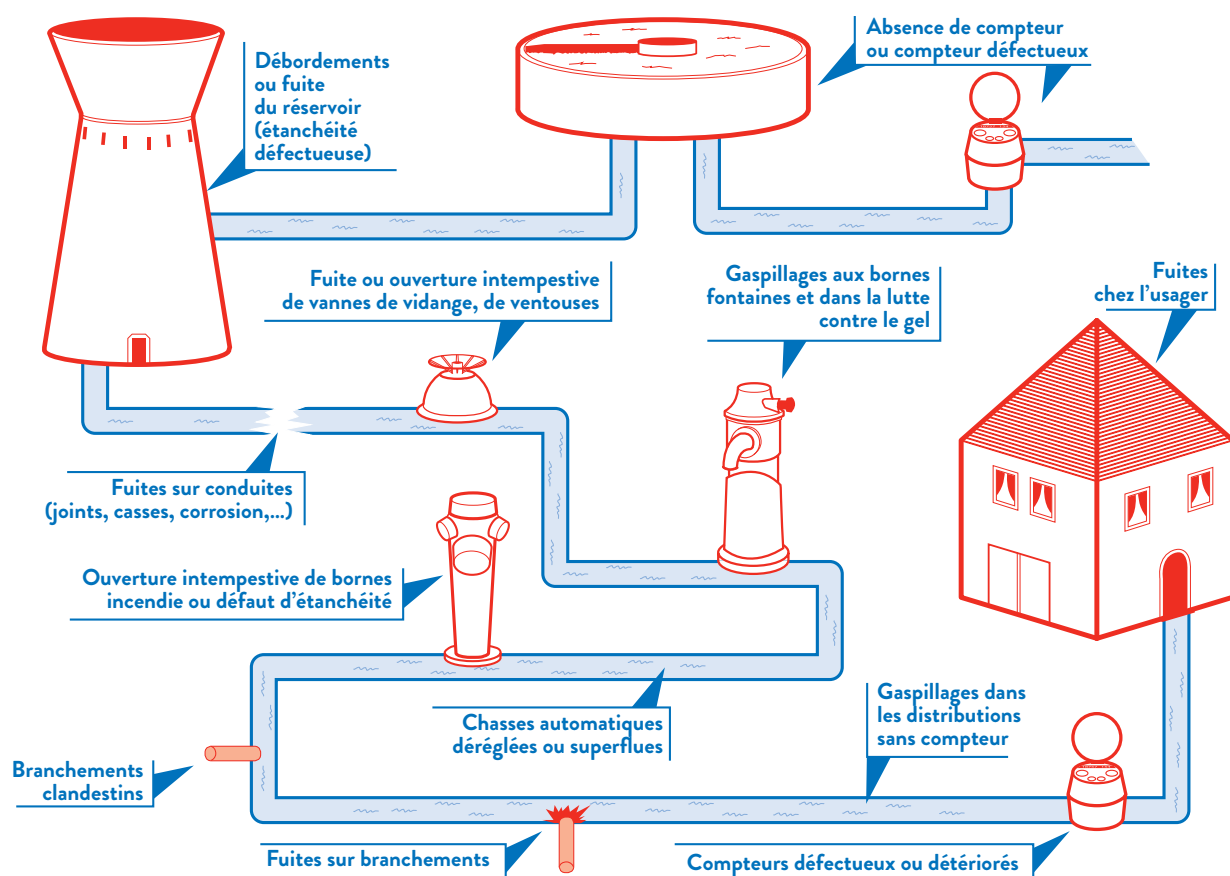 Absence de compteur
ou compteur défectueux
Débordements
ou fuite
du réservoir
(étanchéité
défectueuse)
Fuite ou ouverture intempestive
de vannes de vidange, de ventouses
Gaspillages aux bornes
fontaines et dans la lutte
contre le gel
Fuites
chez l’usager
Fuites sur conduites
(joints, casses, corrosion,...)
Ouverture intempestive de bornes
incendie ou défaut d’étanchéité
Chasses automatiques
déréglées ou superflues
Gaspillages dans
les distributions
sans compteur
Branchements
clandestins
Fuites sur branchements
Compteurs défectueux ou détériorés